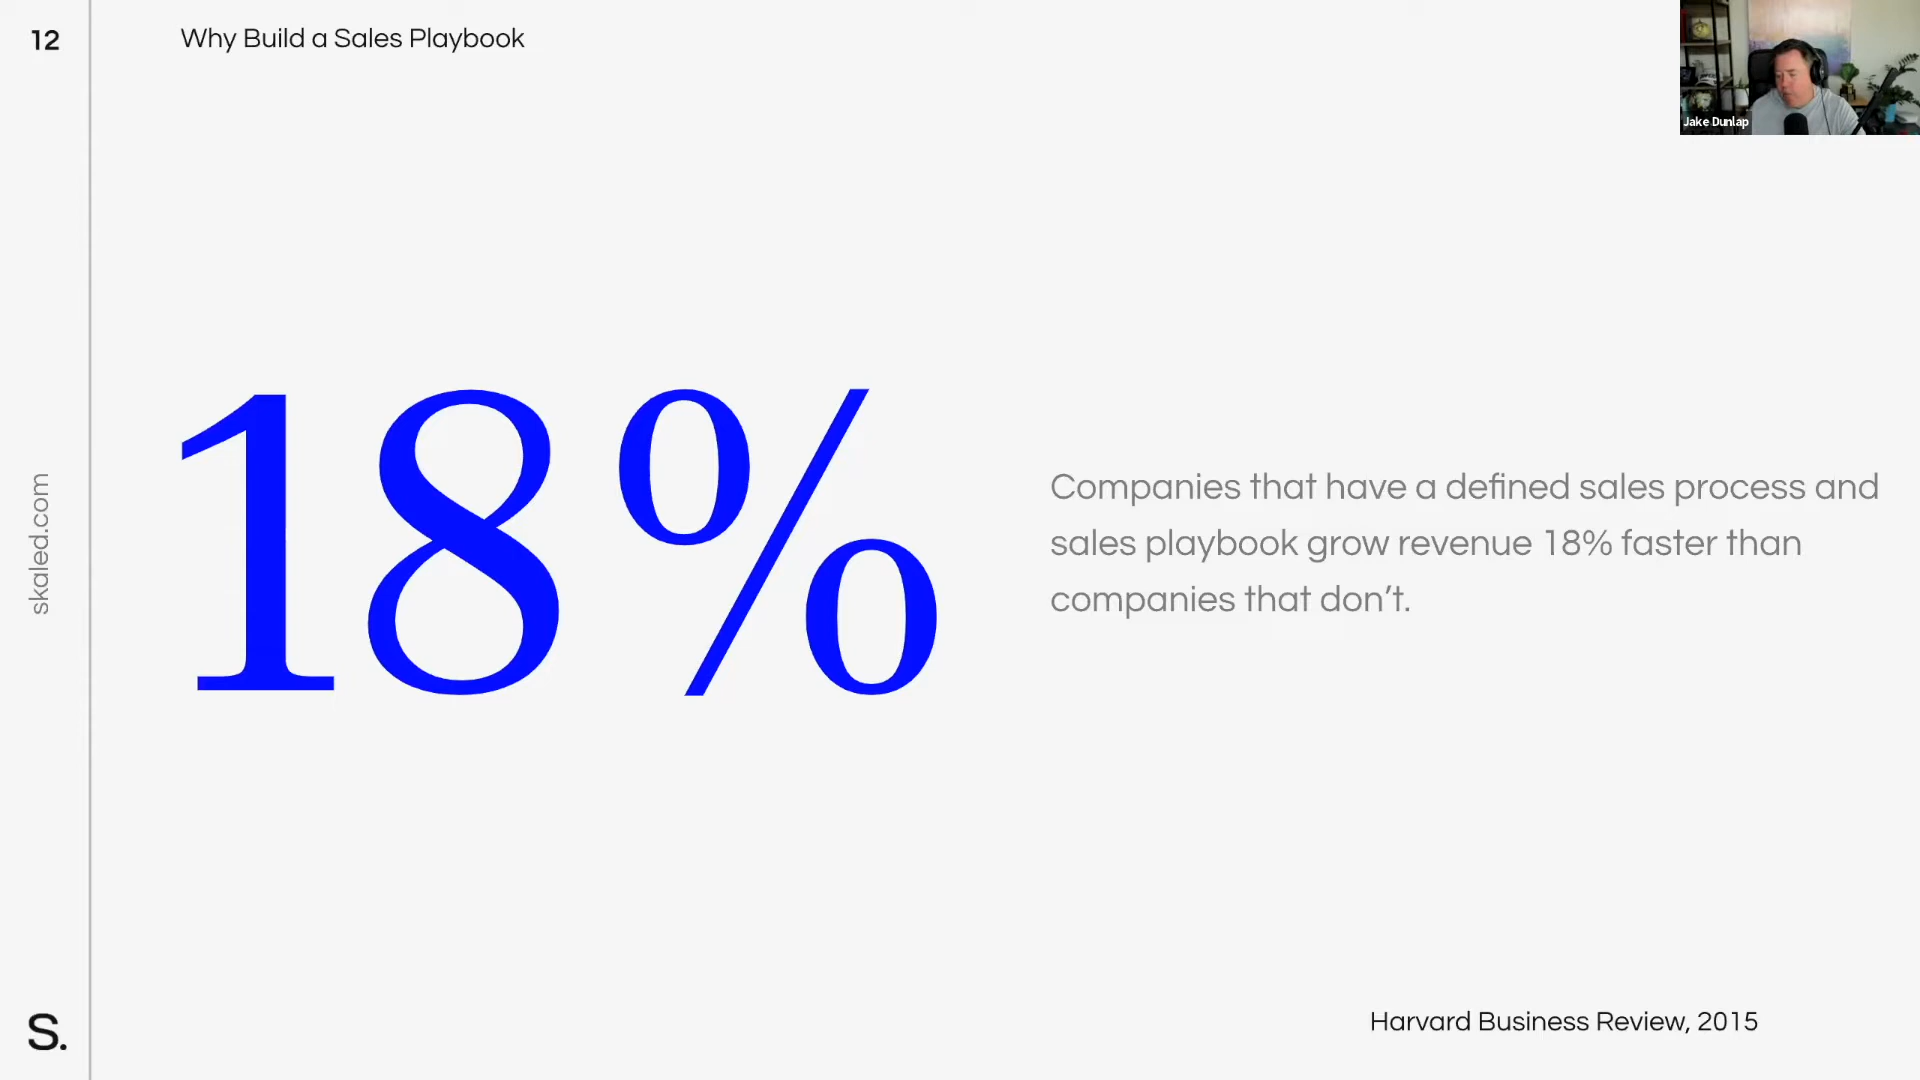 12
Why Build a Sales Playbook
Jake Dunlap
18%
Companies that have a defined sales process and
sales playbook grow revenue 18% faster than
companies that don’t.
skaled.com
S.
Harvard Business Review, 2015